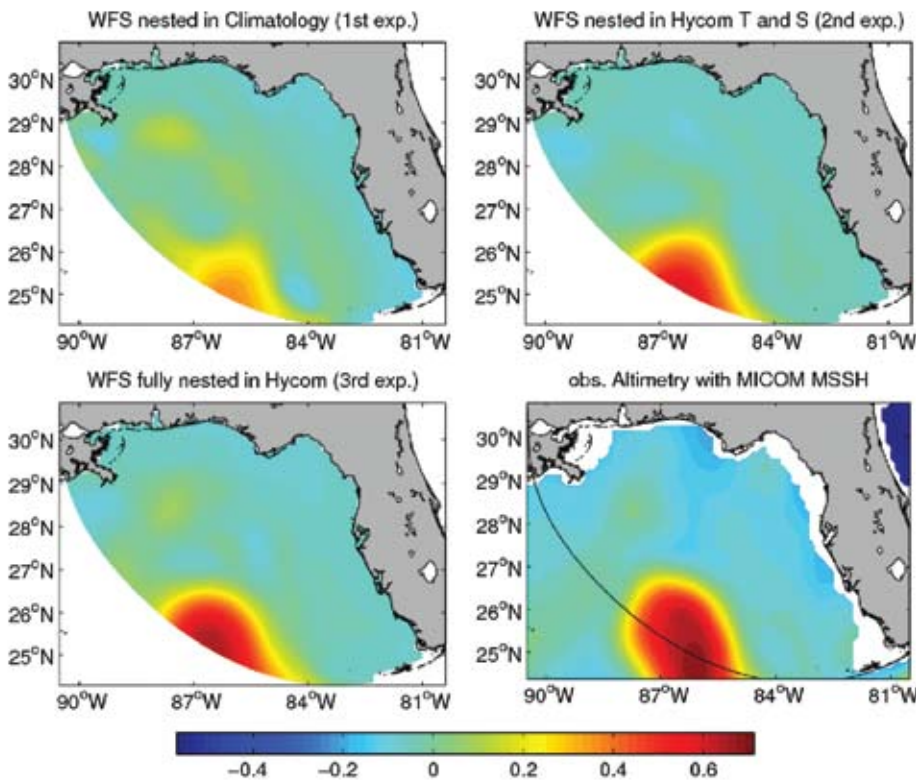 WFS nested in Climatology (1st exp.)
WFS nested in Hycom T and S (2nd exp.)
30°N
29°N
28°N
27°N
26°N
25°N
90°W 87°W 84°W 81°W
30°N
29°N
28°N
27°N
26°N
25°N
90°W 87°W 84°W 81°W
WFS fully nested in Hycom (3rd exp.)
obs. Altimetry with MICOM MSSH
30°N
29°N
28°N
27°N
26°N
25°N
90°W 87°W 84°W 81°W
30°N
29°N
28°N
27°N
26°N
25°N
90°W 87°W 84°W 81°W
−0.4 −0.2 0 0.2 0.4 0.6